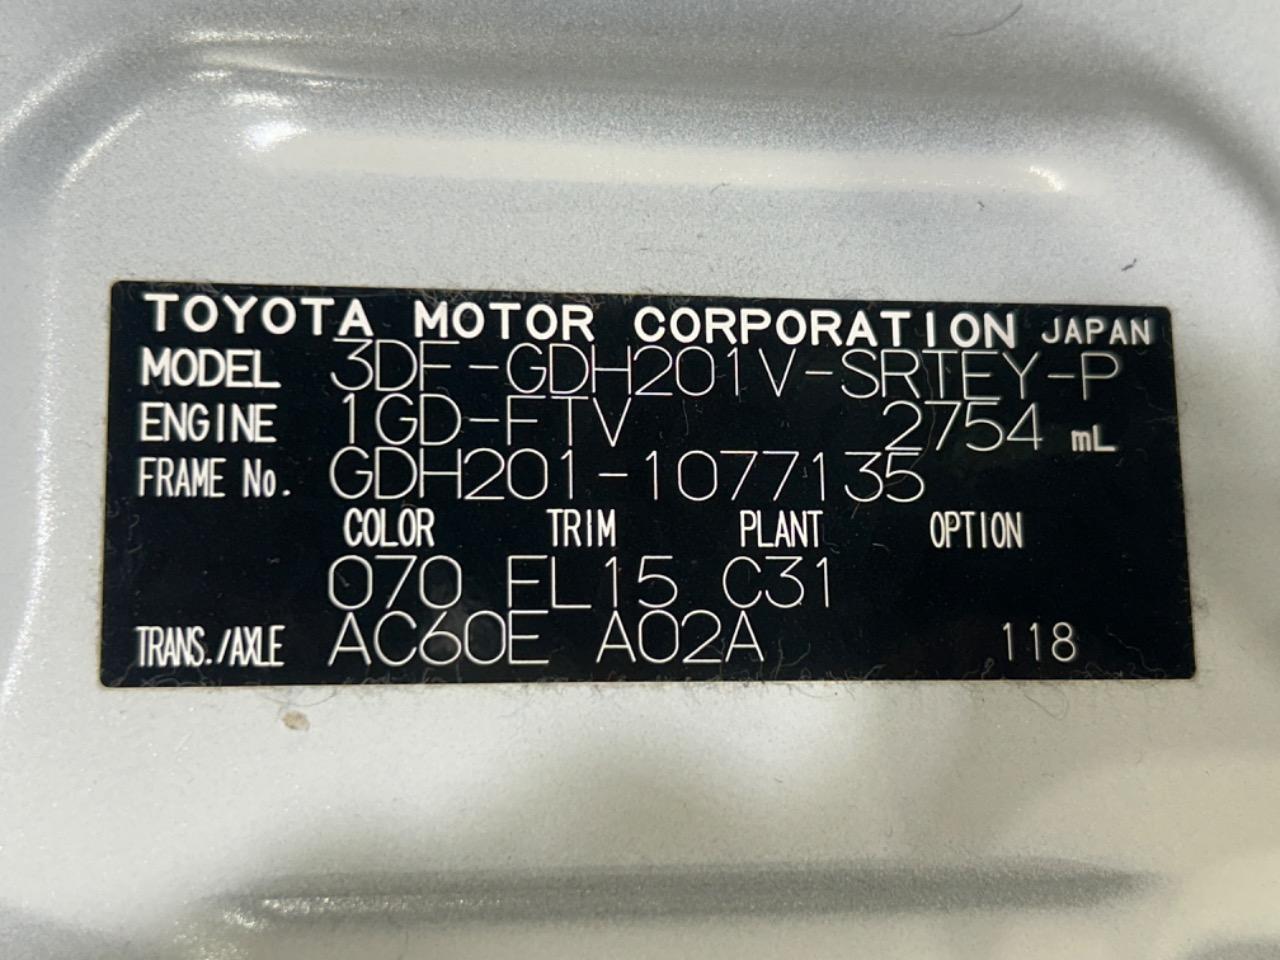 TOYOTA MOTOR CORPORATION JAPAN
MODEL 3DF-GDH201V-SRTEY-P
ENGINE 1GD-FTV 2754 mL
FRAME No. GDH201-1077135
COLOR TRIM PLANT OPTION
070 FL15 C31
TRANS./AXLE AC60E A02A 118